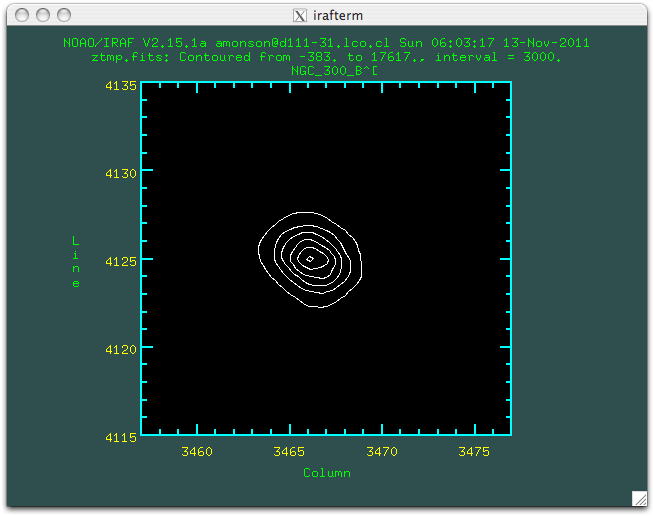 irafterm
NOAO/IRAF V2.15.1a amonson@d111-31.lco.cl Sun 06:03:17 13-Nov-2011
ztmp.fits: Contoured from -383. to 17617., interval = 3000.
NGC_300_B^[
4135
4130
4125
4120
4115
Line
3460 3465 3470 3475
Column